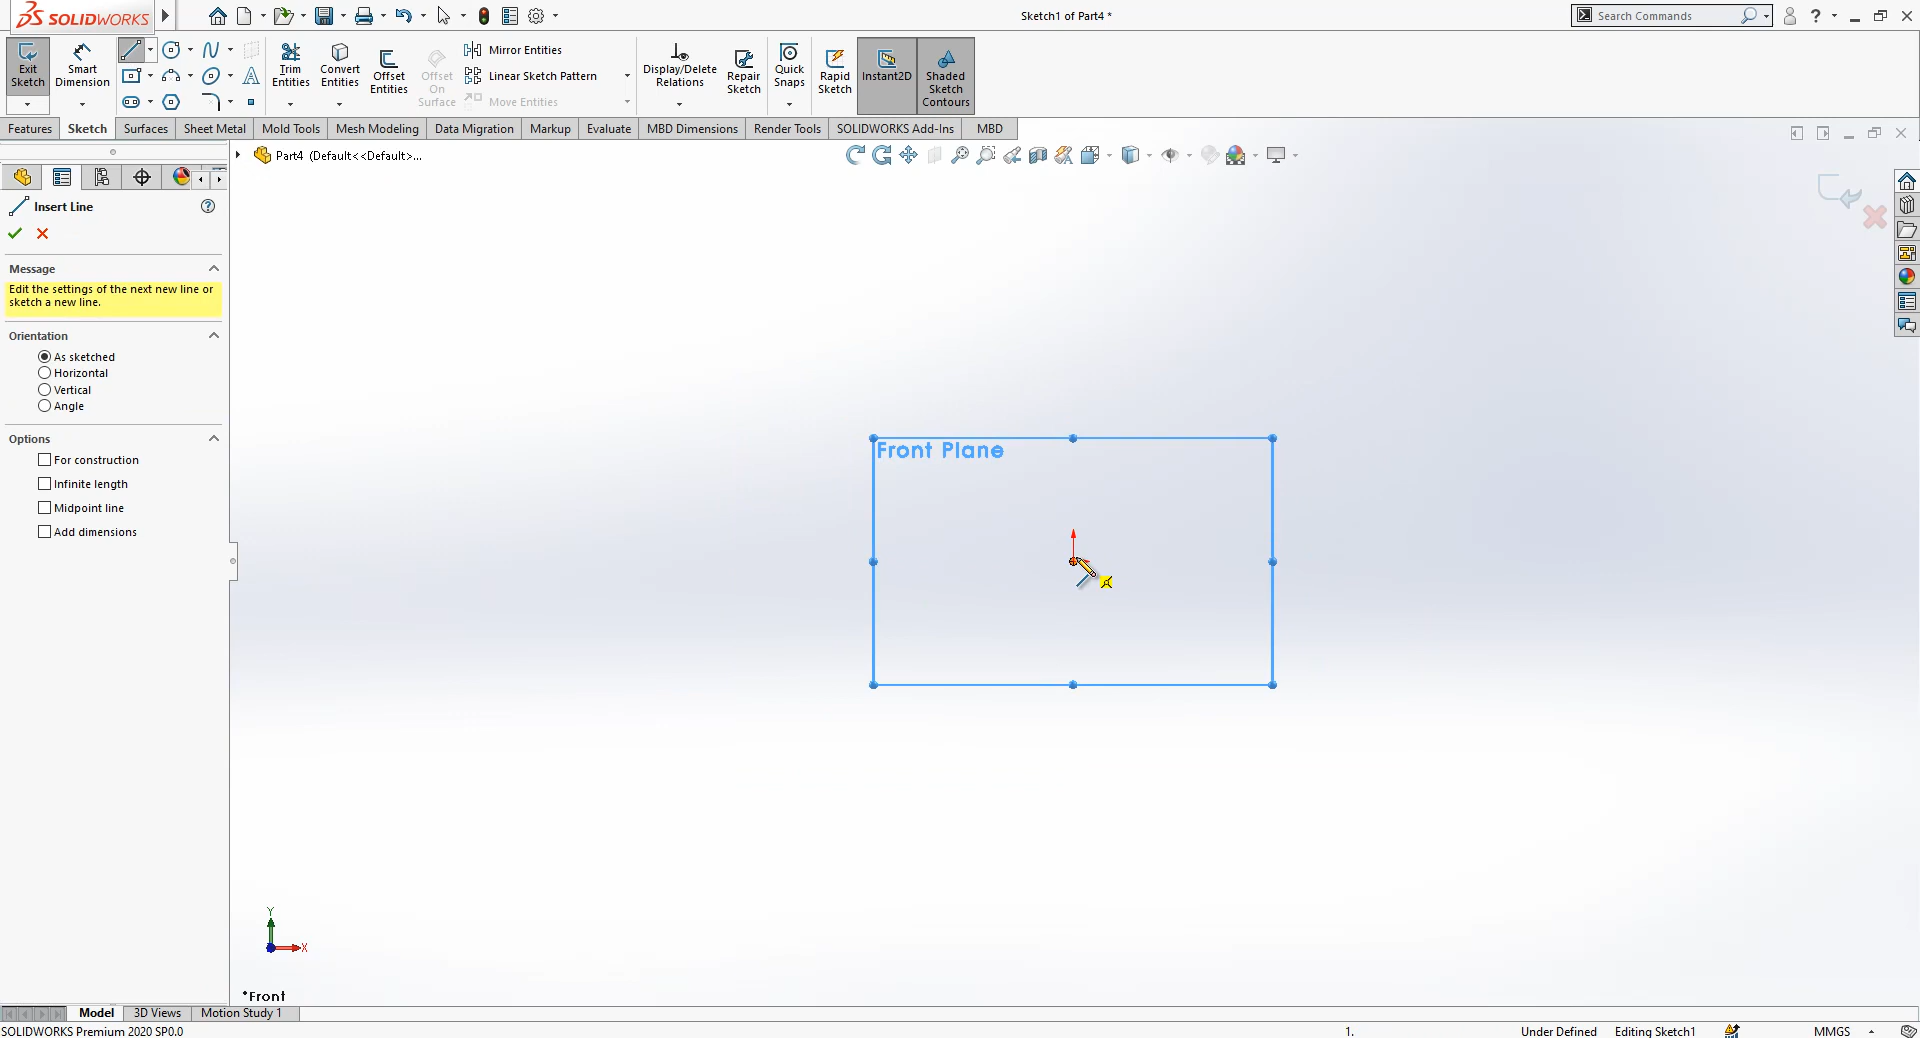 SOLIDWORKS
Sketch1 of Part4 *
Search Commands
?
Exit Sketch
Smart Dimension
Trim Entities
Convert Entities
Offset Entities
Offset On Surface
Mirror Entities
Linear Sketch Pattern
Move Entities
Display/Delete Relations
Repair Sketch
Quick Snaps
Rapid Sketch
Instant2D
Shaded Sketch Contours
Features
Sketch
Surfaces
Sheet Metal
Mold Tools
Mesh Modeling
Data Migration
Markup
Evaluate
MBD Dimensions
Render Tools
SOLIDWORKS Add-Ins
MBD
Part4 (Default<<Default>...
Insert Line
?
Message
Edit the settings of the next new line or
sketch a new line.
Orientation
As sketched
Horizontal
Vertical
Angle
Options
For construction
Infinite length
Midpoint line
Add dimensions
Front Plane
Y
X
*Front
Model
3D Views
Motion Study 1
SOLIDWORKS Premium 2020 SP0.0
1.
Under Defined
Editing Sketch1
MMGS